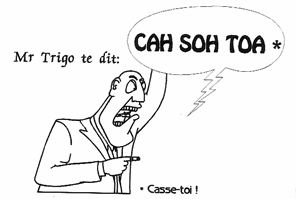 CAH SOH TOA *
Mr Trigo te dit:
* Casse-toi !